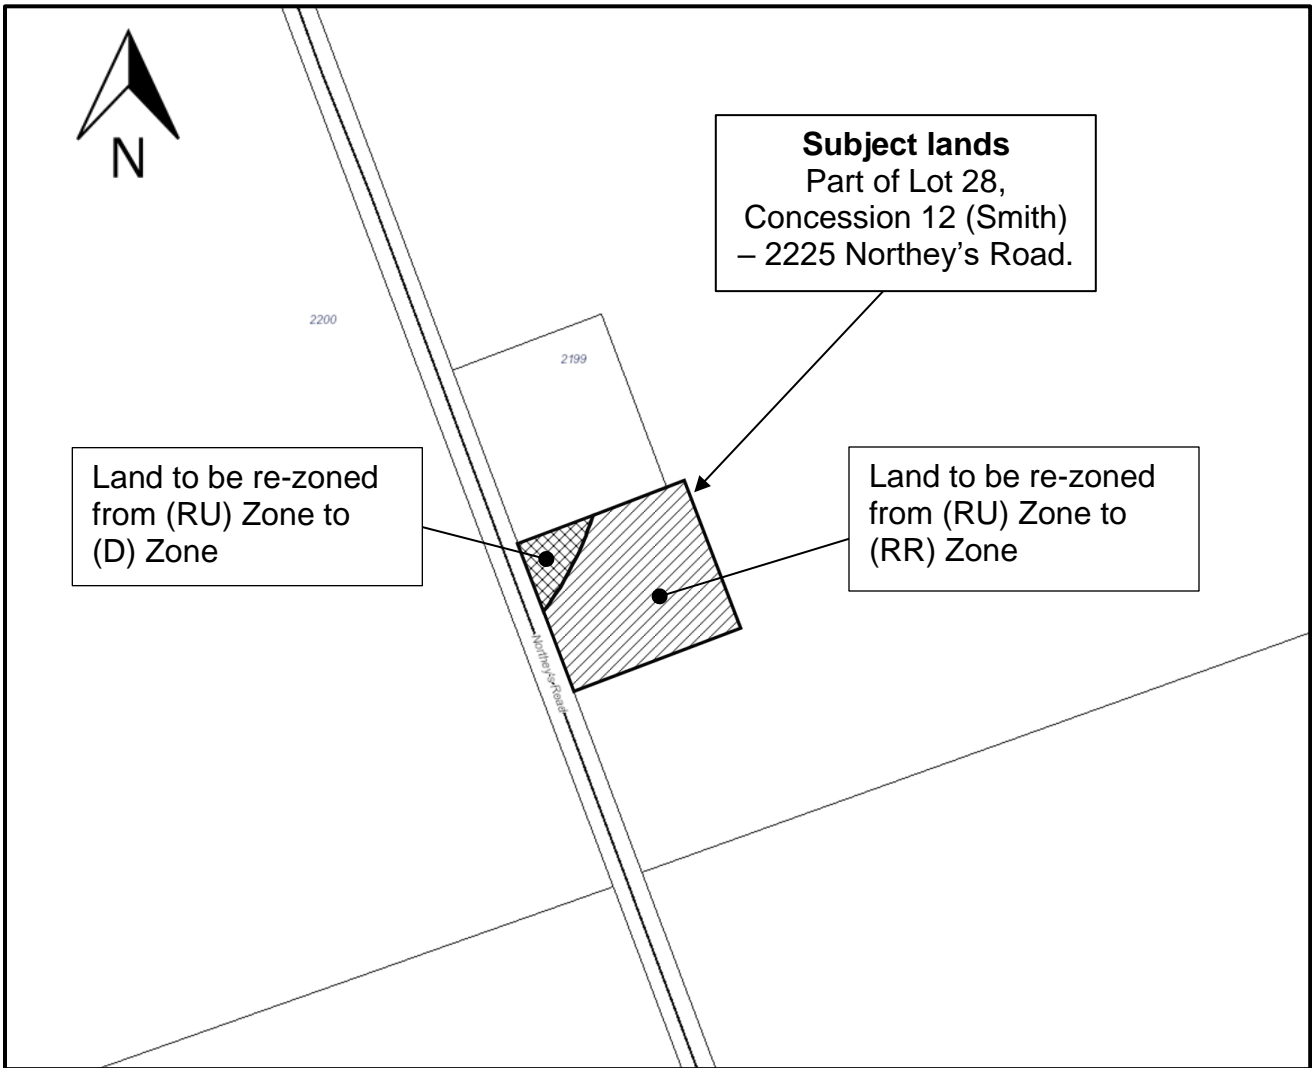 N
Subject lands
Part of Lot 28,
Concession 12 (Smith)
– 2225 Northey’s Road.
2200
2199
Land to be re-zoned
from (RU) Zone to
(D) Zone
Land to be re-zoned
from (RU) Zone to
(RR) Zone
Northey's Road